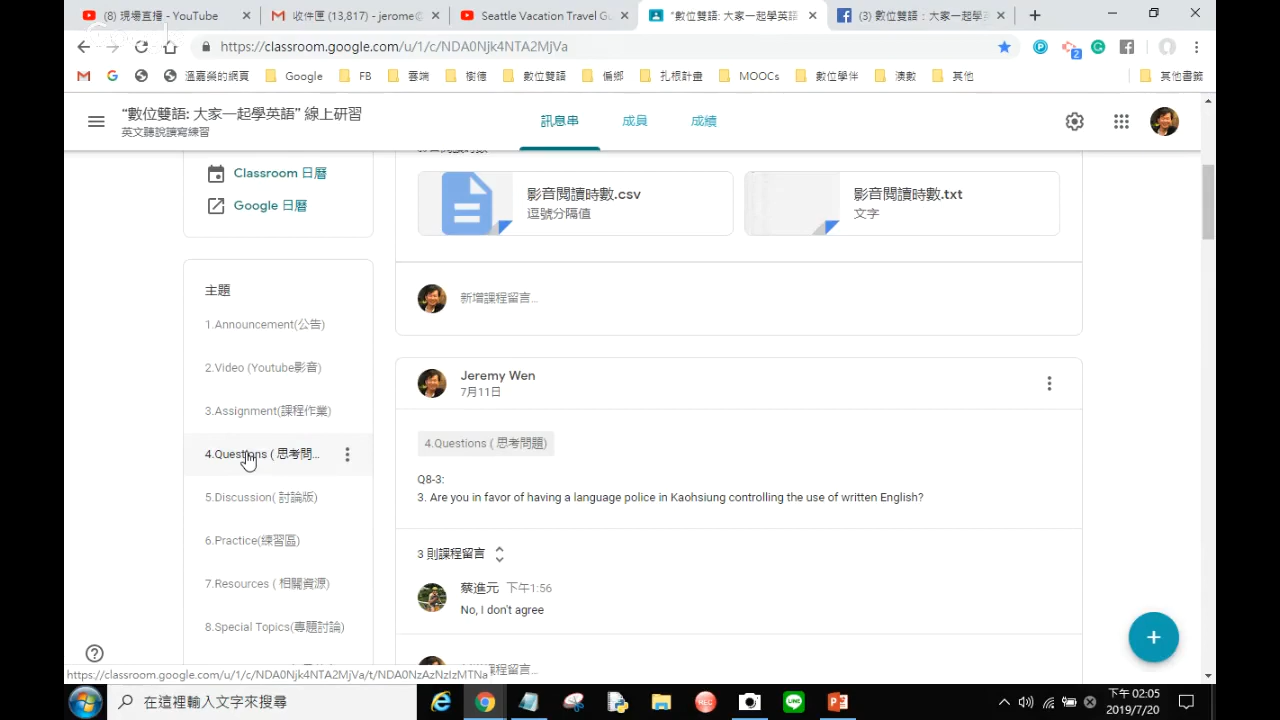 (8) 現場直播 - YouTube
收件匣 (13,817) - jerome@
Seattle Vacation Travel Gu
"數位雙語: 大家一起學英語
(3) 數位雙語：大家一起學
https://classroom.google.com/u/1/c/NDA0Njk4NTA2MjVa
2
溫嘉榮的網頁
Google
FB
雲端
樹德
數位雙語
偏鄉
扎根計畫
MOOCs
數位學伴
澳數
其他
其他書籤
"數位雙語: 大家一起學英語" 線上研習
英文聽說讀寫練習
訊息串
成員
成績
Classroom 日曆
Google 日曆
影音閱讀時數.csv
逗號分隔值
影音閱讀時數.txt
文字
新增課程留言...
主題
1.Announcement(公告)
2.Video (Youtube影音)
3.Assignment(課程作業)
4.Questions ( 思考問...
5.Discussion( 討論版)
6.Practice(練習區)
7.Resources ( 相關資源)
8.Special Topics(專題討論)
Jeremy Wen
7月11日
4.Questions ( 思考問題)
Q8-3:
3. Are you in favor of having a language police in Kaohsiung controlling the use of written English?
3 則課程留言
蔡進元 下午1:56
No, I don't agree
https://classroom.google.com/u/1/c/NDA0Njk4NTA2MjVa/t/NDA0NzAzNzIzMTNa
在這裡輸入文字來搜尋
REC
LINE
下午 02:05
2019/7/20